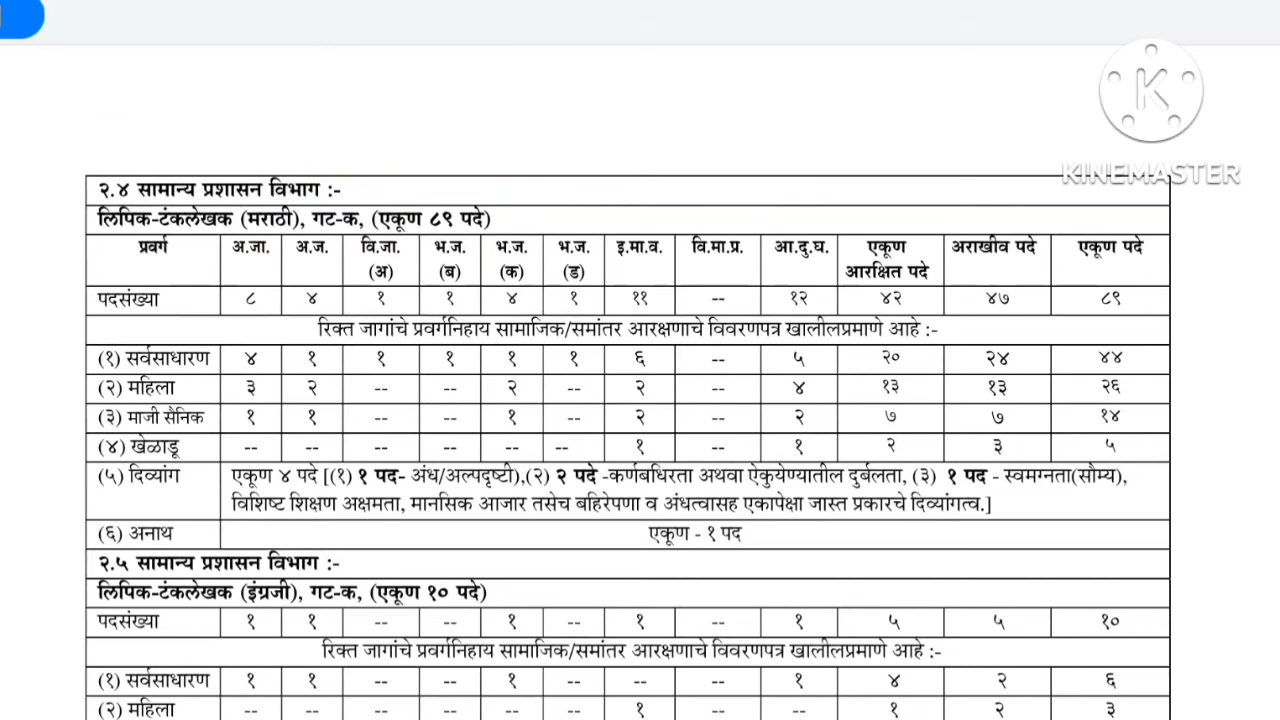 K
KINEMASTER
२.४ सामान्य प्रशासन विभाग :-
लिपिक-टंकलेखक (मराठी), गट-क, (एकूण ८९ पदे)
प्रवर्ग अ.जा. अ.ज. वि.जा. (अ) भ.ज. (ब) भ.ज. (क) भ.ज. (ड) इ.मा.व. वि.मा.प्र. आ.दु.घ. एकूण आरक्षित पदे अराखीव पदे एकूण पदे
पदसंख्या ८ ४ १ १ ४ १ ११ -- १२ ४२ ४७ ८९
रिक्त जागांचे प्रवर्गनिहाय सामाजिक/समांतर आरक्षणाचे विवरणपत्र खालीलप्रमाणे आहे :-
(१) सर्वसाधारण ४ १ १ १ १ १ ६ -- ५ २० २४ ४४
(२) महिला ३ २ -- -- २ -- २ -- ४ १३ १३ २६
(३) माजी सैनिक १ १ -- -- १ -- २ -- २ ७ ७ १४
(४) खेळाडू -- -- -- -- -- -- १ -- १ २ ३ ५
(५) दिव्यांग एकूण ४ पदे [(१) १ पद- अंध/अल्पदृष्टी),(२) २ पदे -कर्णबधिरता अथवा ऐकुयेण्यातील दुर्बलता, (३) १ पद - स्वमग्नता(सौम्य),
विशिष्ट शिक्षण अक्षमता, मानसिक आजार तसेच बहिरेपणा व अंधत्वासह एकापेक्षा जास्त प्रकारचे दिव्यांगत्व.]
(६) अनाथ एकूण - १ पद
२.५ सामान्य प्रशासन विभाग :-
लिपिक-टंकलेखक (इंग्रजी), गट-क, (एकूण १० पदे)
पदसंख्या १ १ -- -- १ -- १ -- १ ५ ५ १०
रिक्त जागांचे प्रवर्गनिहाय सामाजिक/समांतर आरक्षणाचे विवरणपत्र खालीलप्रमाणे आहे :-
(१) सर्वसाधारण १ १ -- -- १ -- -- -- १ ४ २ ६
(२) महिला -- -- -- -- -- -- १ -- -- १ २ ३